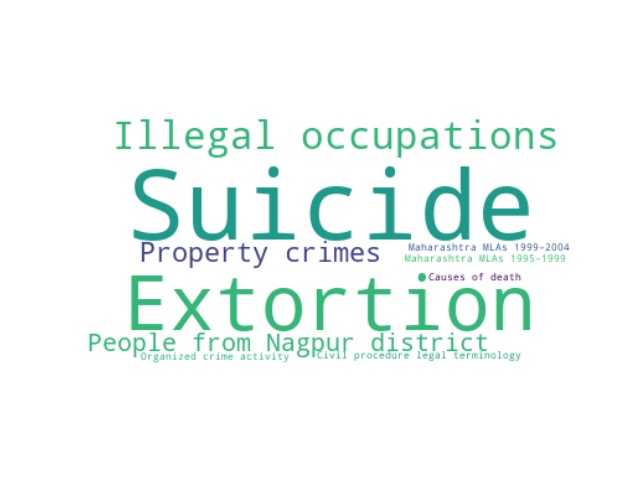 Illegal occupations
Suicide
Property crimes
Maharashtra MLAs 1999–2004
Maharashtra MLAs 1995–1999
Causes of death
Extortion
People from Nagpur district
Organized crime activity
Civil procedure legal terminology